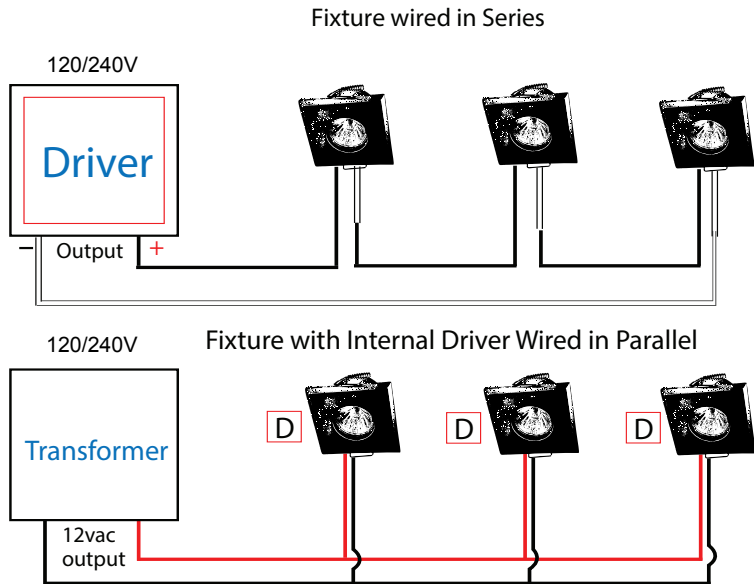 Fixture wired in Series
120/240V
Driver
− Output +
Fixture with Internal Driver Wired in Parallel
120/240V
D D D
Transformer
12vac
output